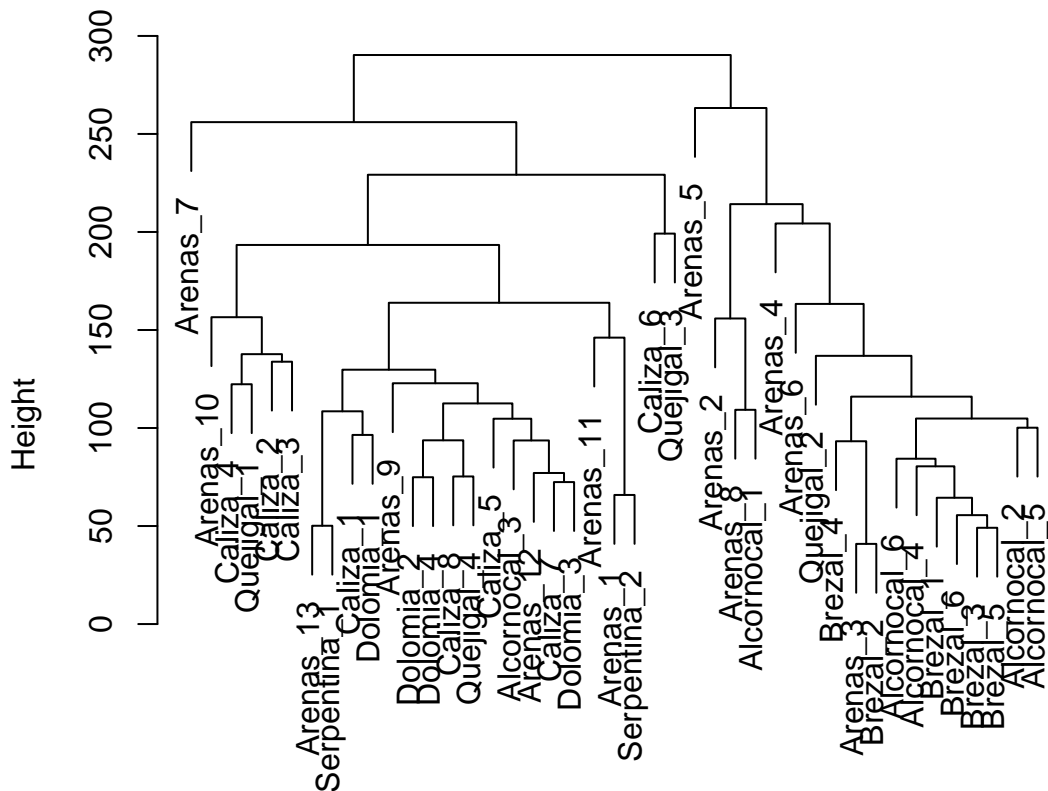 Height
300
250
200
150
100
50
0
Arenas_7
Arenas_10
Caliza_4
Quejigal_1
Caliza_2
Caliza_3
Arenas_13
Serpentina_1
Caliza_1
Dolomia_1
Arenas_9
Dolomia_2
Dolomia_4
Caliza_8
Quejigal_4
Caliza_5
Alcornocal_3
Arenas_12
Caliza_7
Dolomia_3
Arenas_11
Arenas_1
Serpentina_2
Caliza_6
Quejigal_3
Arenas_5
Arenas_2
Arenas_8
Alcornocal_1
Arenas_4
Arenas_6
Quejigal_2
Brezal_4
Arenas_3
Brezal_2
Alcornocal_6
Alcornocal_4
Brezal_1
Brezal_6
Brezal_3
Brezal_5
Alcornocal_2
Alcornocal_5